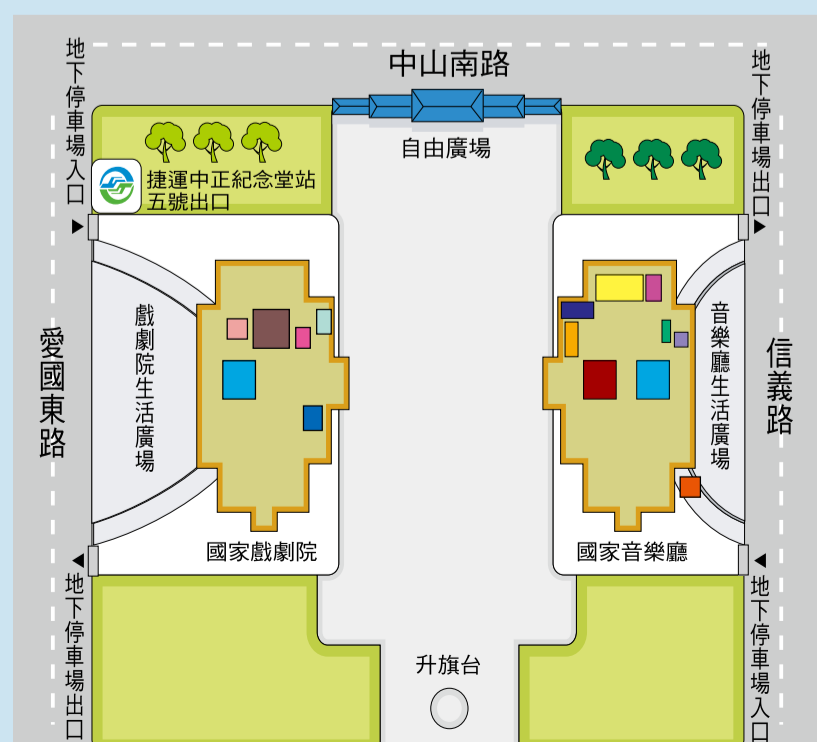 中山南路
地下停車場入口
地下停車場出口
自由廣場
捷運中正紀念堂站
五號出口
愛國東路
戲劇院生活廣場
音樂廳生活廣場
信義路
國家戲劇院
國家音樂廳
地下停車場出口
地下停車場入口
升旗台